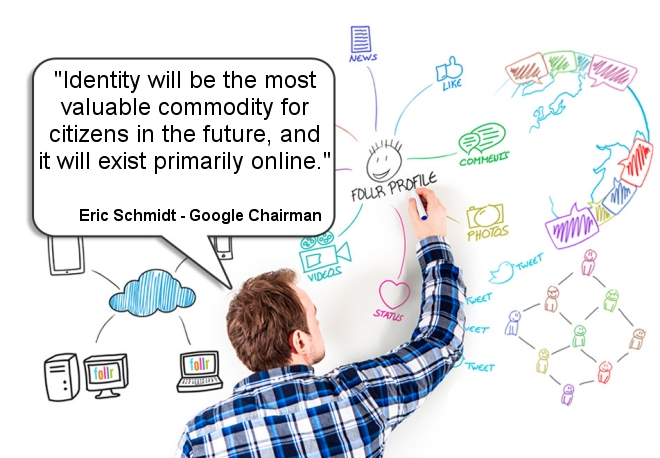 "Identity will be the most
valuable commodity for
citizens in the future, and
it will exist primarily online."
Eric Schmidt - Google Chairman
NEWS
LIKE
COMMENTS
FOLLR PROFILE
PHOTOS
VIDEOS
STATUS
TWEET
TWEET
TWEET
TWEET
follr
follr